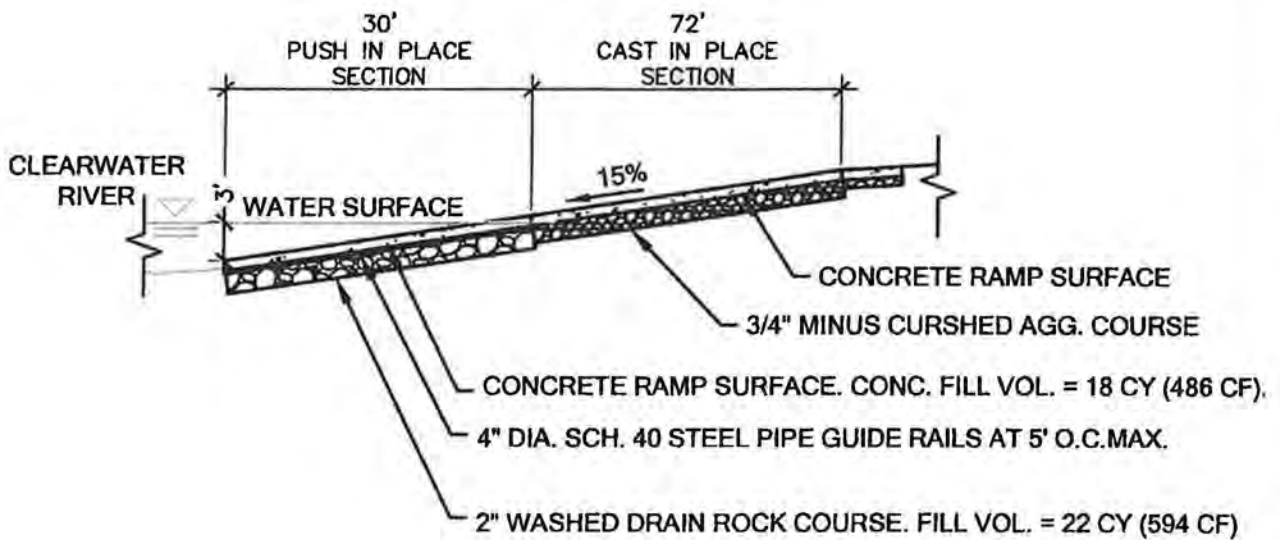 30'
PUSH IN PLACE
SECTION
72'
CAST IN PLACE
SECTION
CLEARWATER
RIVER
3'
WATER SURFACE
15%
CONCRETE RAMP SURFACE
3/4" MINUS CURSHED AGG. COURSE
CONCRETE RAMP SURFACE. CONC. FILL VOL. = 18 CY (486 CF).
4" DIA. SCH. 40 STEEL PIPE GUIDE RAILS AT 5' O.C.MAX.
2" WASHED DRAIN ROCK COURSE. FILL VOL. = 22 CY (594 CF)